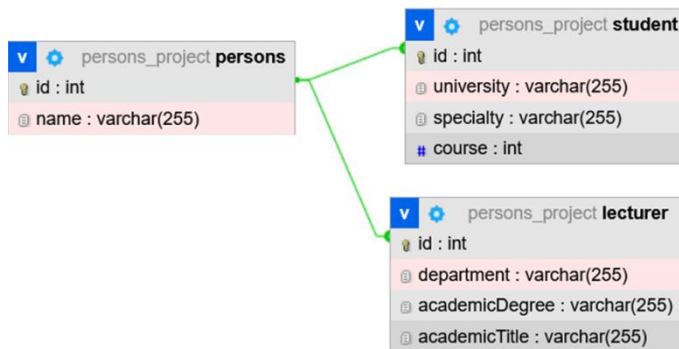 v persons_project persons
id : int
name : varchar(255)
v persons_project student
id : int
university : varchar(255)
specialty : varchar(255)
# course : int
v persons_project lecturer
id : int
department : varchar(255)
academicDegree : varchar(255)
academicTitle : varchar(255)